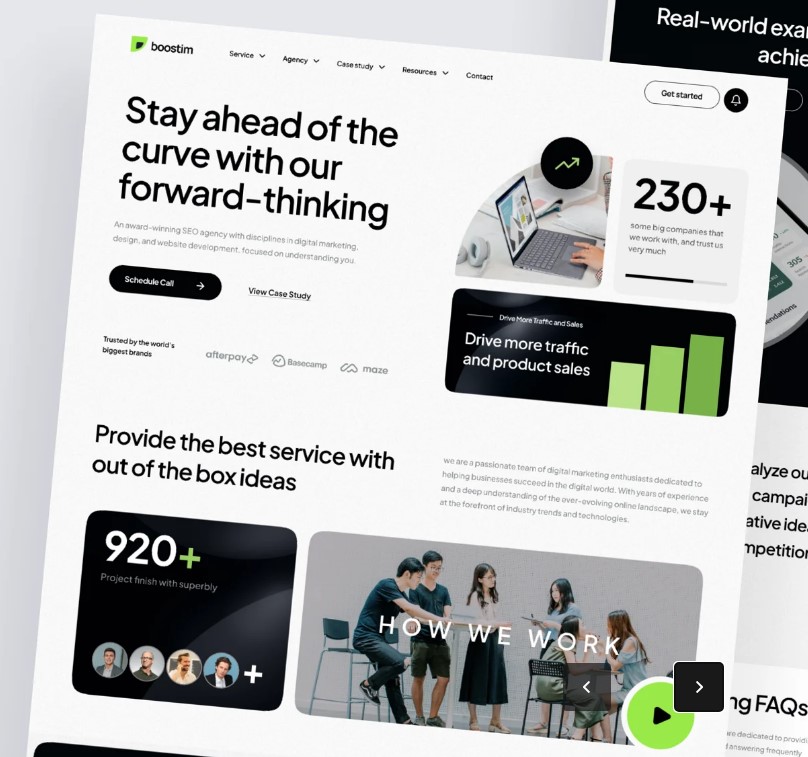 boostim
Service
Agency
Case study
Resources
Contact
Get started
Stay ahead of the
curve with our
forward-thinking
An award-winning SEO agency with disciplines in digital marketing,
design, and website development. focused on understanding you.
Schedule Call
View Case Study
Trusted by the world's
biggest brands
afterpay
Basecamp
maze
230+
some big companies that
we work with, and trust us
very much!
Drive More Traffic and Sales
Drive more traffic
and product sales
Provide the best service with
out of the box ideas
we are a passionate team of digital marketing enthusiasts dedicated to
helping businesses succeed in the digital world. With years of experience
and a deep understanding of the ever-evolving online landscape, we stay
at the forefront of industry trends and technologies.
920+
Project finish with superbly
+
HOW WE WORK
Real-world exa
achie
305
endations
alyze ou
campai
ative idea
mpetition
ng FAQs
are dedicated to providi
d answering frequently